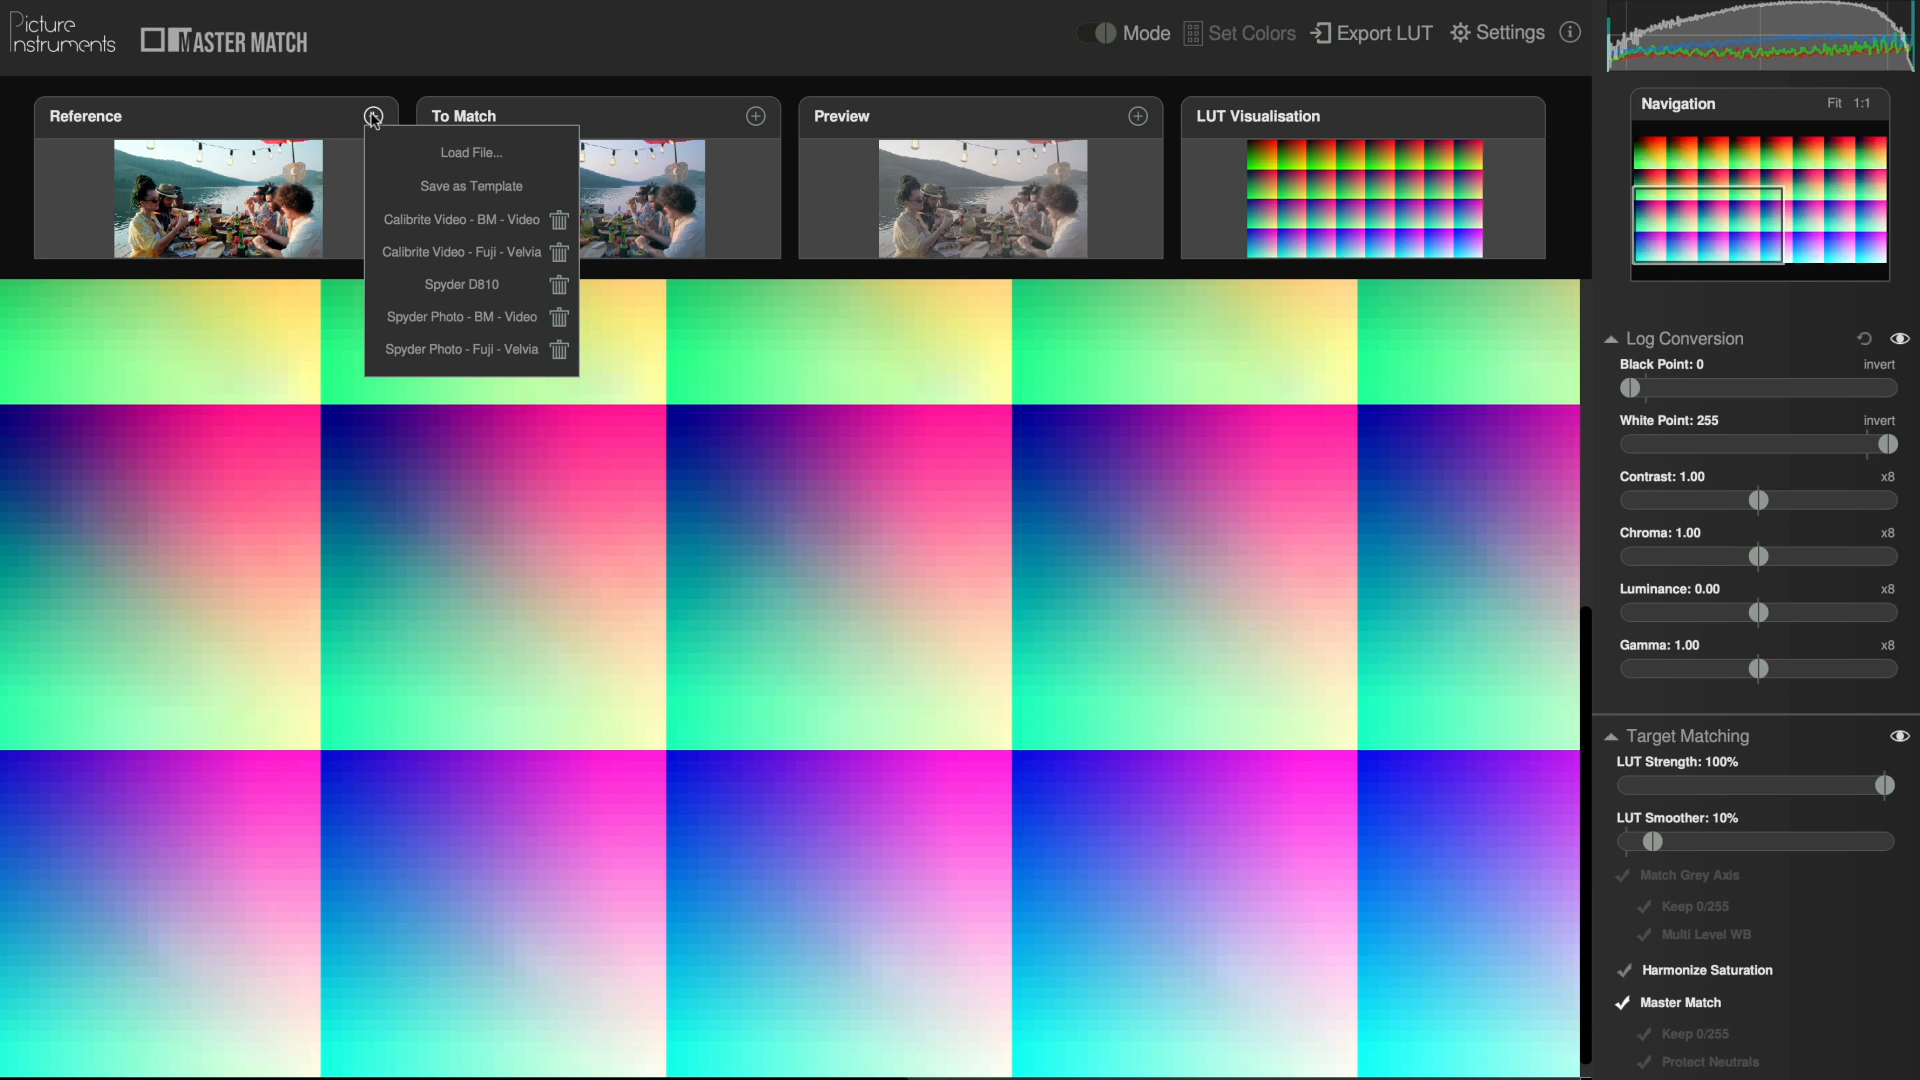 Picture
Instruments
MASTER MATCH
Mode
Set Colors
Export LUT
Settings
Reference
To Match
Preview
LUT Visualisation
Load File...
Save as Template
Calibrite Video - BM - Video
Calibrite Video - Fuji - Velvia
Spyder D810
Spyder Photo - BM - Video
Spyder Photo - Fuji - Velvia
Navigation
Fit 1:1
Log Conversion
Black Point: 0 invert
White Point: 255 invert
Contrast: 1.00 x8
Chroma: 1.00 x8
Luminance: 0.00 x8
Gamma: 1.00 x8
Target Matching
LUT Strength: 100%
LUT Smoother: 10%
Match Grey Axis
Keep 0/255
Multi Level WB
Harmonize Saturation
Master Match
Keep 0/255
Protect Neutrals